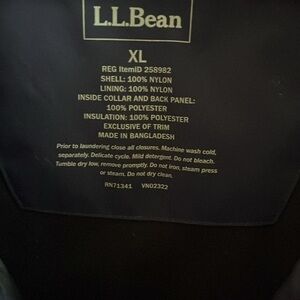 L.L.Bean
XL
REG ItemID 258982
SHELL: 100% NYLON
LINING: 100% NYLON
INSIDE COLLAR AND BACK PANEL:
100% POLYESTER
INSULATION: 100% POLYESTER
EXCLUSIVE OF TRIM
MADE IN BANGLADESH
Prior to laundering close all closures. Machine wash cold,
separately. Delicate cycle. Mild detergent. Do not bleach.
Tumble dry low, remove promptly. Do not iron, steam press
or steam. Do not dry clean.
RN71341 VN02322